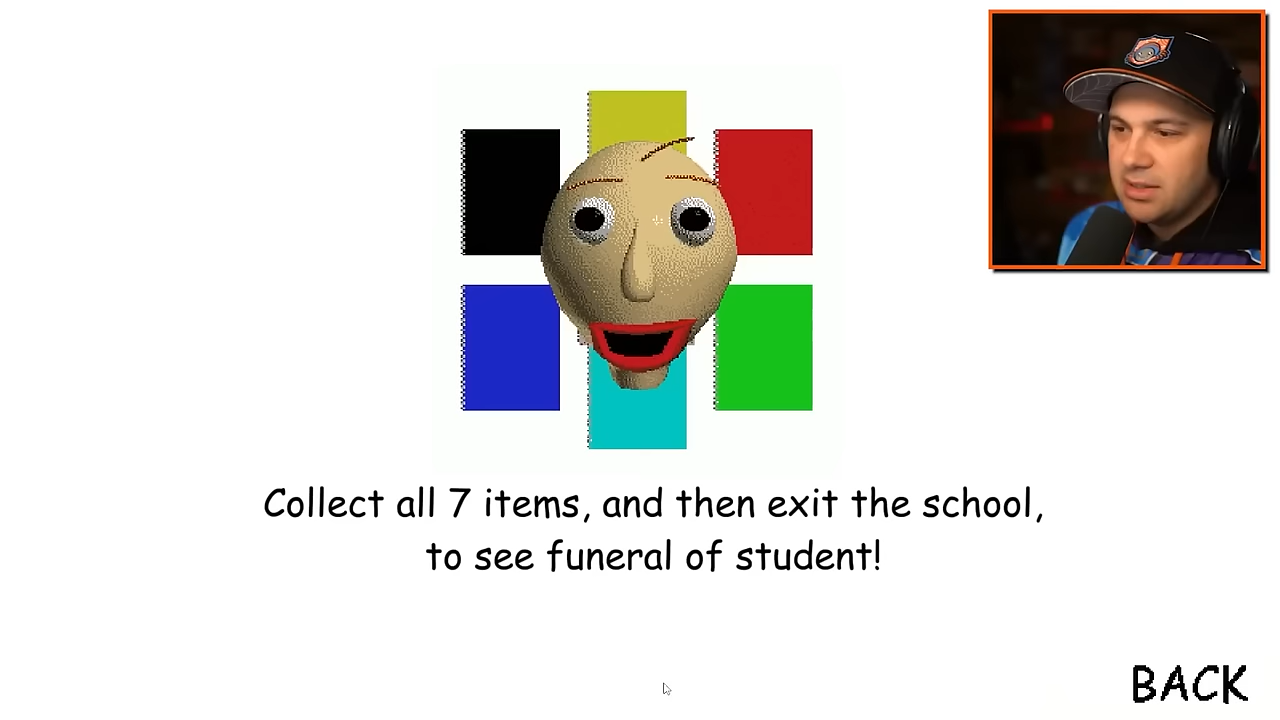 Collect all 7 items, and then exit the school,
to see funeral of student!
BACK